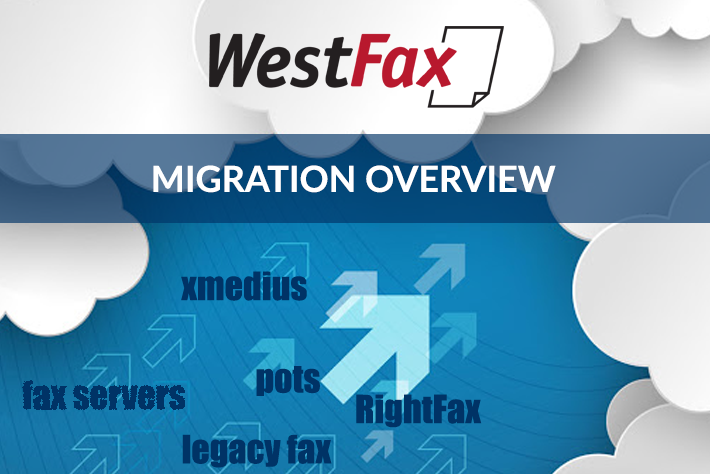 WestFax
MIGRATION OVERVIEW
xmedius
pots
fax servers
RightFax
legacy fax